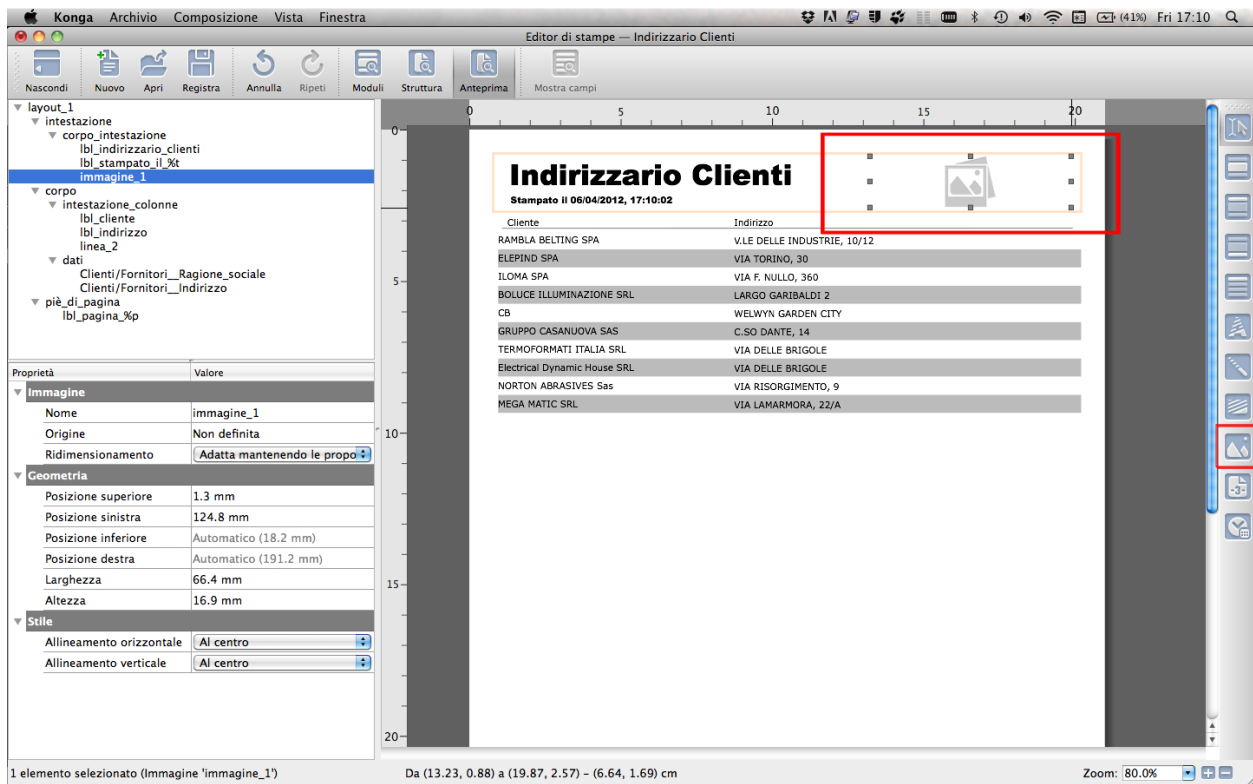 Konga Archivio Composizione Vista Finestra (41%) Fri 17:10
Editor di stampe — Indirizzario Clienti
Nascondi Nuovo Apri Registra Annulla Ripeti Moduli Struttura Anteprima Mostra campi
layout_1
intestazione
corpo_intestazione
lbl_indirizzario_clienti
lbl_stampato_il_%t
immagine_1
corpo
intestazione_colonne
lbl_cliente
lbl_indirizzo
linea_2
dati
Clienti/Fornitori__Ragione_sociale
Clienti/Fornitori__Indirizzo
piè_di_pagina
lbl_pagina_%p
Proprietà Valore
Immagine
Nome immagine_1
Origine Non definita
Ridimensionamento Adatta mantenendo le propo
Geometria
Posizione superiore 1.3 mm
Posizione sinistra 124.8 mm
Posizione inferiore Automatico (18.2 mm)
Posizione destra Automatico (191.2 mm)
Larghezza 66.4 mm
Altezza 16.9 mm
Stile
Allineamento orizzontale Al centro
Allineamento verticale Al centro
0 5 10 15 20
0
5
10
15
20
Indirizzario Clienti
Stampato il 06/04/2012, 17:10:02
Cliente Indirizzo
RAMBLA BELTING SPA V.LE DELLE INDUSTRIE, 10/12
ELEPIND SPA VIA TORINO, 30
ILOMA SPA VIA F. NULLO, 360
BOLUCE ILLUMINAZIONE SRL LARGO GARIBALDI 2
CB WELWYN GARDEN CITY
GRUPPO CASANUOVA SAS C.SO DANTE, 14
TERMOFORMATI ITALIA SRL VIA DELLE BRIGOLE
Electrical Dynamic House SRL VIA DELLE BRIGOLE
NORTON ABRASIVES Sas VIA RISORGIMENTO, 9
MEGA MATIC SRL VIA LAMARMORA, 22/A
-3-
1 elemento selezionato (Immagine 'immagine_1') Da (13.23, 0.88) a (19.87, 2.57) – (6.64, 1.69) cm Zoom: 80.0%